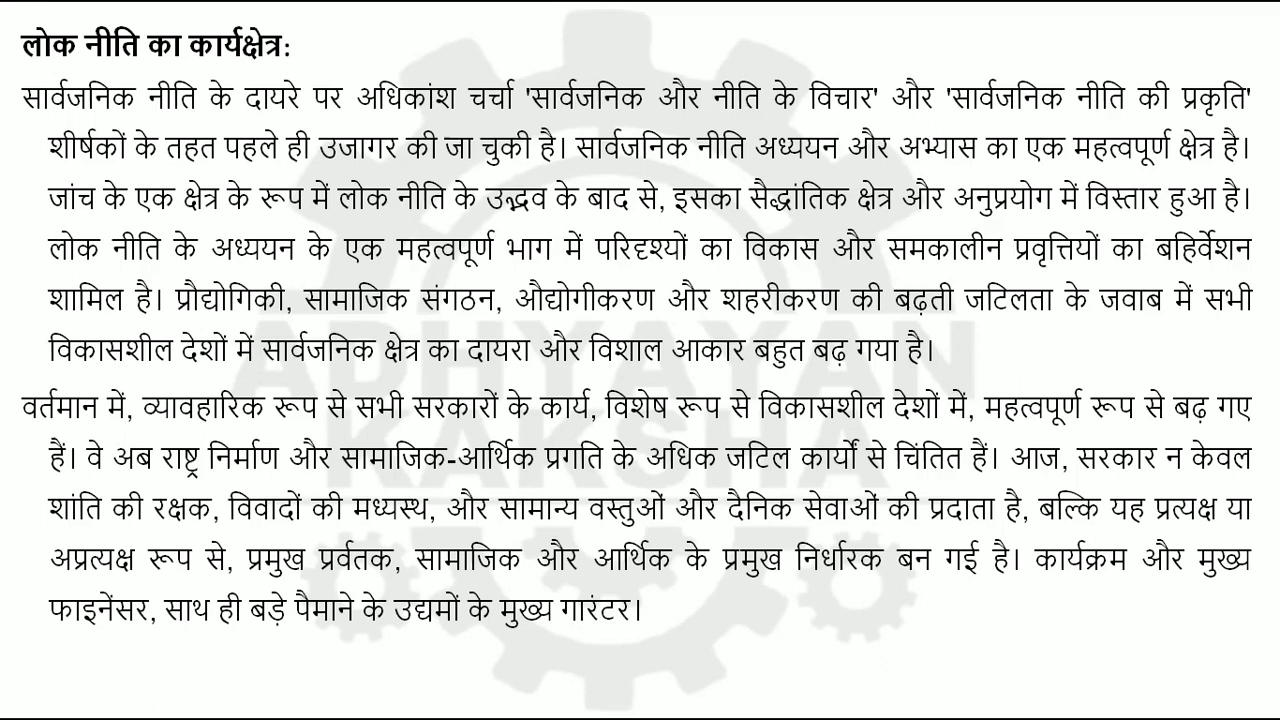 लोक नीति का कार्यक्षेत्र:
सार्वजनिक नीति के दायरे पर अधिकांश चर्चा 'सार्वजनिक और नीति के विचार' और 'सार्वजनिक नीति की प्रकृति'
शीर्षकों के तहत पहले ही उजागर की जा चुकी है। सार्वजनिक नीति अध्ययन और अभ्यास का एक महत्वपूर्ण क्षेत्र है।
जांच के एक क्षेत्र के रूप में लोक नीति के उद्भव के बाद से, इसका सैद्धांतिक क्षेत्र और अनुप्रयोग में विस्तार हुआ है।
लोक नीति के अध्ययन के एक महत्वपूर्ण भाग में परिदृश्यों का विकास और समकालीन प्रवृत्तियों का बहिर्वेशन
शामिल है। प्रौद्योगिकी, सामाजिक संगठन, औद्योगीकरण और शहरीकरण की बढ़ती जटिलता के जवाब में सभी
विकासशील देशों में सार्वजनिक क्षेत्र का दायरा और विशाल आकार बहुत बढ़ गया है।
वर्तमान में, व्यावहारिक रूप से सभी सरकारों के कार्य, विशेष रूप से विकासशील देशों में, महत्वपूर्ण रूप से बढ़ गए
हैं। वे अब राष्ट्र निर्माण और सामाजिक-आर्थिक प्रगति के अधिक जटिल कार्यों से चिंतित हैं। आज, सरकार न केवल
शांति की रक्षक, विवादों की मध्यस्थ, और सामान्य वस्तुओं और दैनिक सेवाओं की प्रदाता है, बल्कि यह प्रत्यक्ष या
अप्रत्यक्ष रूप से, प्रमुख प्रर्वतक, सामाजिक और आर्थिक के प्रमुख निर्धारक बन गई है। कार्यक्रम और मुख्य
फाइनेंसर, साथ ही बड़े पैमाने के उद्यमों के मुख्य गारंटर।
ADHYAYAN
KAKSHA